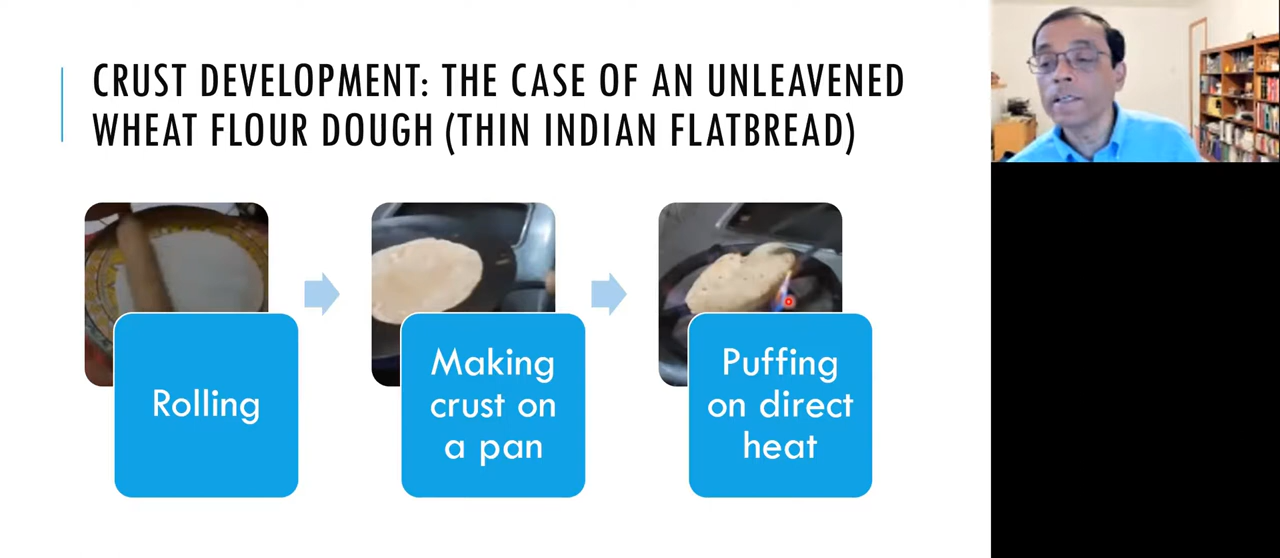 CRUST DEVELOPMENT: THE CASE OF AN UNLEAVENED
WHEAT FLOUR DOUGH (THIN INDIAN FLATBREAD)
Rolling
Making
crust on
a pan
Puffing
on direct
heat